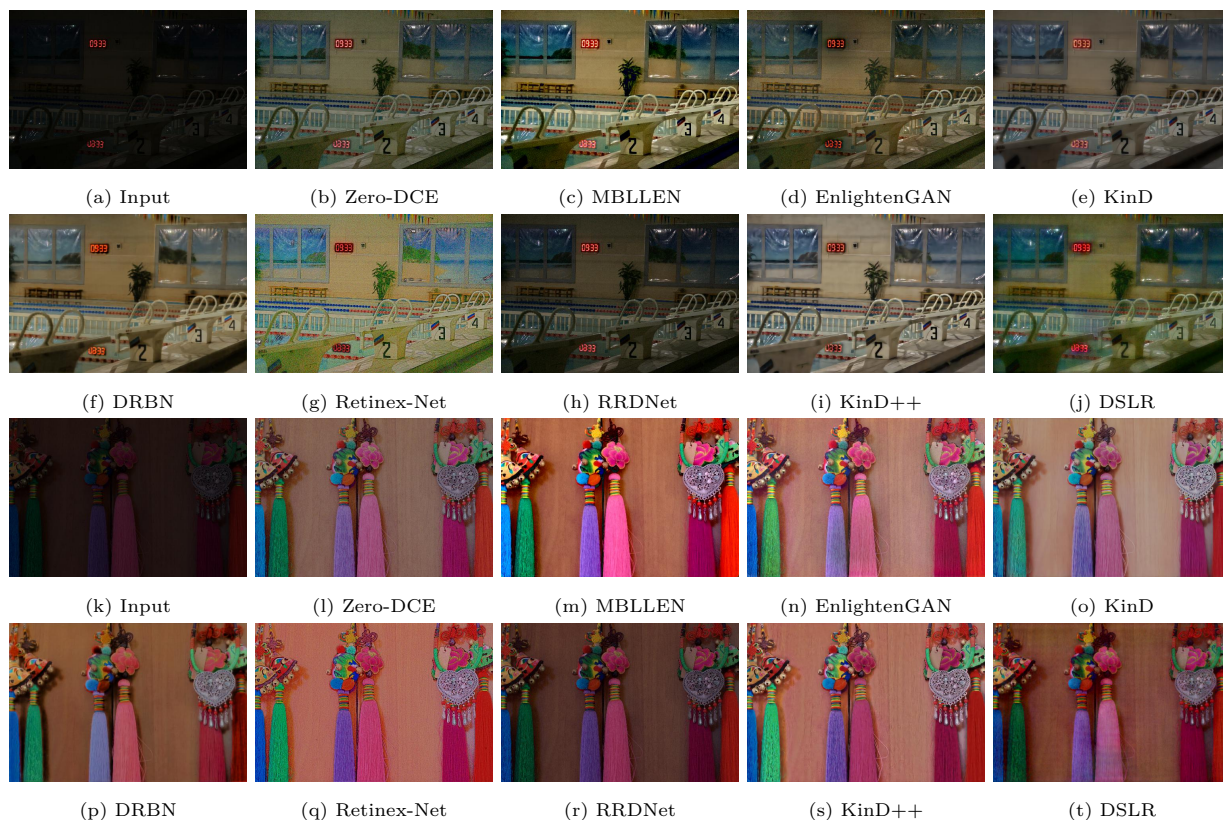 (a) Input (b) Zero-DCE (c) MBLLEN (d) EnlightenGAN (e) KinD
(f) DRBN (g) Retinex-Net (h) RRDNet (i) KinD++ (j) DSLR
(k) Input (l) Zero-DCE (m) MBLLEN (n) EnlightenGAN (o) KinD
(p) DRBN (q) Retinex-Net (r) RRDNet (s) KinD++ (t) DSLR